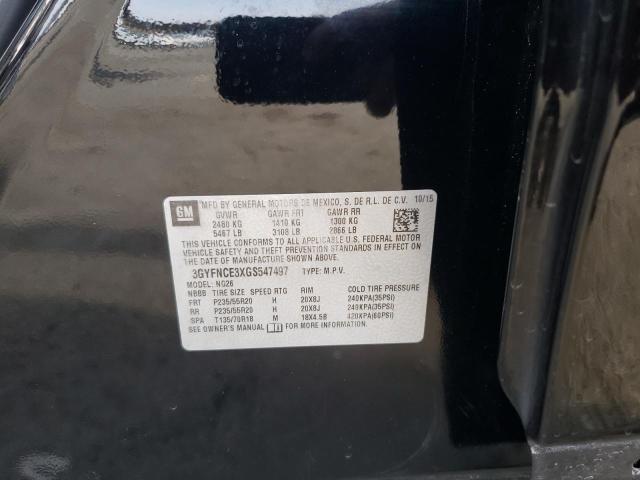 GM
MFD BY GENERAL MOTORS DE MEXICO, S. DE R.L. DE C.V. 10/15
GVWR GAWR FRT GAWR RR
2480 KG 1410 KG 1300 KG
5467 LB 3108 LB 2866 LB
THIS VEHICLE CONFORMS TO ALL APPLICABLE U.S. FEDERAL MOTOR
VEHICLE SAFETY AND THEFT PREVENTION STANDARDS IN EFFECT ON
THE DATE OF MANUFACTURE SHOWN ABOVE.
3GYFNCE3XGS547497 TYPE: M.P.V.
MODEL: NG26
NBBB TIRE SIZE SPEED RTG RIM COLD TIRE PRESSURE
FRT P235/55R20 H 20X8J 240KPA(35PSI)
RR P235/55R20 H 20X8J 240KPA(35PSI)
SPA T135/70R18 M 18X4.5B 420KPA(60PSI)
SEE OWNER'S MANUAL FOR MORE INFORMATION.